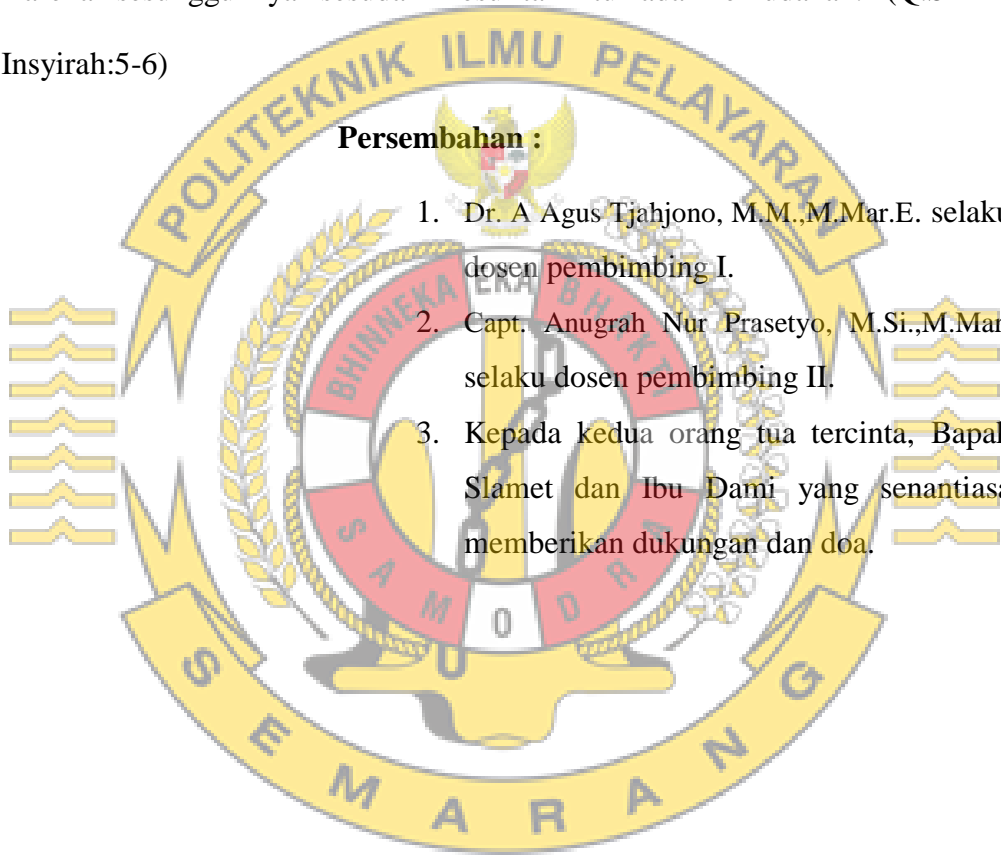 Insyirah:5-6)
Persembahan :
1. Dr. A Agus Tjahjono, M.M.,M.Mar.E. selaku
dosen pembimbing I.
2. Capt. Anugrah Nur Prasetyo, M.Si.,M.Mar
selaku dosen pembimbing II.
3. Kepada kedua orang tua tercinta, Bapak
Slamet dan Ibu Dami yang senantiasa
memberikan dukungan dan doa.
POLITEKNIK ILMU PELAYARAN
BHINNEKA EKA BHAKTI
SAMODRA
SEMARANG